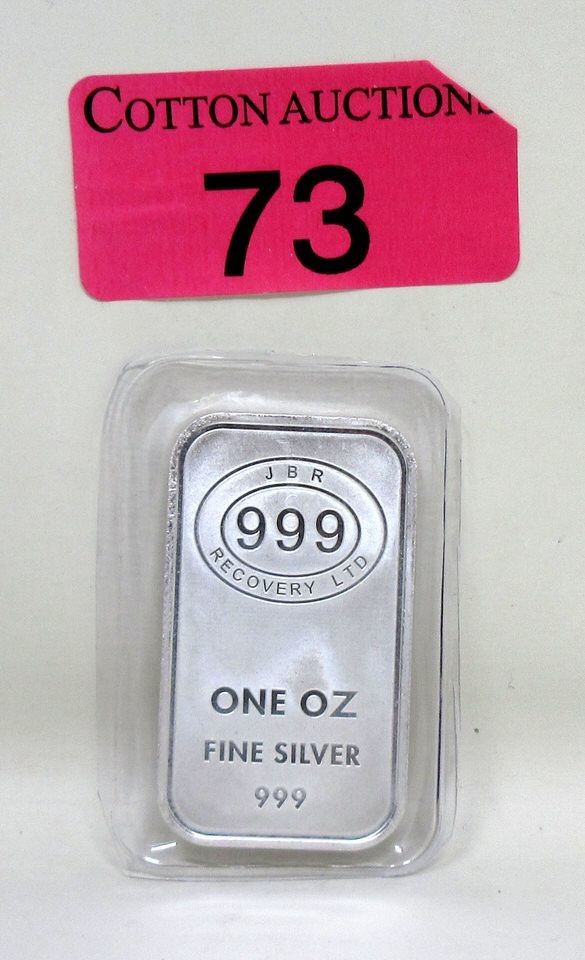 COTTON AUCTIONS
73
JBR
999
RECOVERY LTD
ONE OZ
FINE SILVER
999